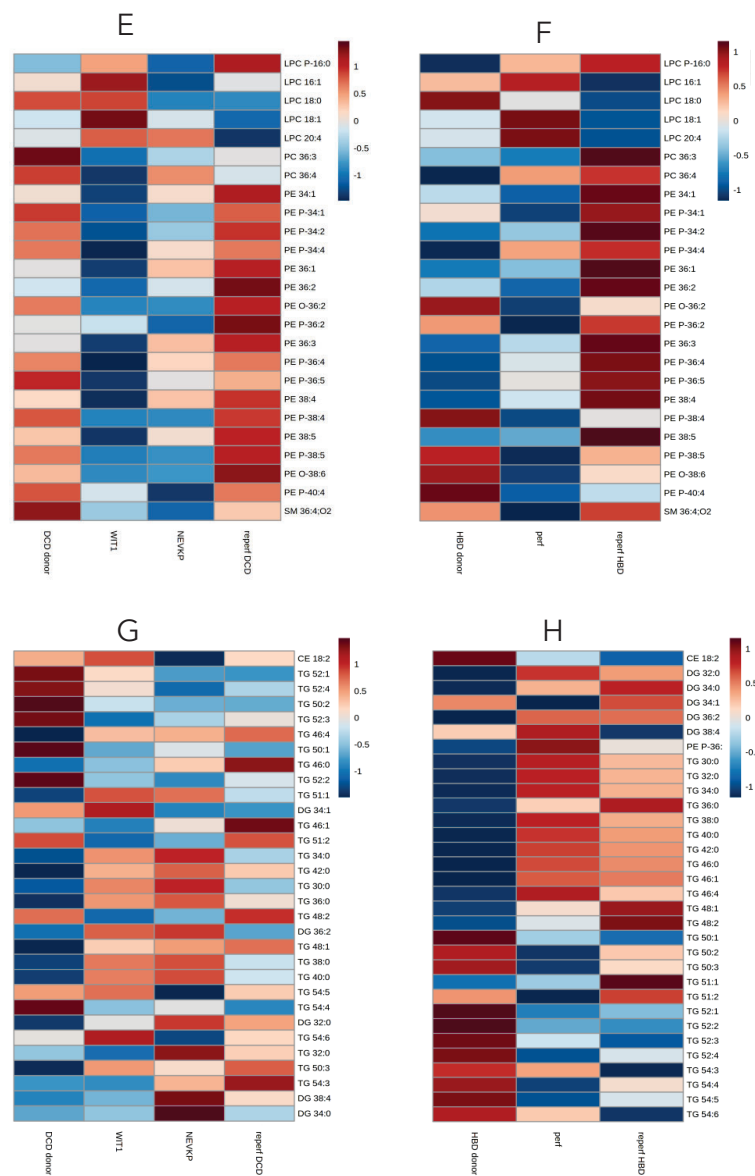 E
LPC P-16:0
LPC 16:1
LPC 18:0
LPC 18:1
LPC 20:4
PC 36:3
PC 36:4
PE 34:1
PE P-34:1
PE P-34:2
PE P-34:4
PE 36:1
PE 36:2
PE O-36:2
PE P-36:2
PE 36:3
PE P-36:4
PE P-36:5
PE 38:4
PE P-38:4
PE 38:5
PE P-38:5
PE O-38:6
PE P-40:4
SM 36:4;O2
1
0.5
0
-0.5
-1
DCD donor
WIT1
NEVKP
reperf DCD
F
LPC P-16:0
LPC 16:1
LPC 18:0
LPC 18:1
LPC 20:4
PC 36:3
PC 36:4
PE 34:1
PE P-34:1
PE P-34:2
PE P-34:4
PE 36:1
PE 36:2
PE O-36:2
PE P-36:2
PE 36:3
PE P-36:4
PE P-36:5
PE 38:4
PE P-38:4
PE 38:5
PE P-38:5
PE O-38:6
PE P-40:4
SM 36:4;O2
1
0.5
0
-0.5
-1
HBD donor
perf
reperf HBD
G
CE 18:2
TG 52:1
TG 52:4
TG 50:2
TG 52:3
TG 46:4
TG 50:1
TG 46:0
TG 52:2
TG 51:1
DG 34:1
TG 46:1
TG 51:2
TG 34:0
TG 42:0
TG 30:0
TG 36:0
TG 48:2
DG 36:2
TG 48:1
TG 38:0
TG 40:0
TG 54:5
TG 54:4
DG 32:0
TG 54:6
TG 32:0
TG 50:3
TG 54:3
DG 38:4
DG 34:0
1
0.5
0
-0.5
-1
DCD donor
WIT1
NEVKP
reperf DCD
H
CE 18:2
DG 32:0
DG 34:0
DG 34:1
DG 36:2
DG 38:4
PE P-36:
TG 30:0
TG 32:0
TG 34:0
TG 36:0
TG 38:0
TG 40:0
TG 42:0
TG 46:0
TG 46:1
TG 46:4
TG 48:1
TG 48:2
TG 50:1
TG 50:2
TG 50:3
TG 51:1
TG 51:2
TG 52:1
TG 52:2
TG 52:3
TG 52:4
TG 54:3
TG 54:4
TG 54:5
TG 54:6
1
0.5
0
-0.5
-1
HBD donor
perf
reperf HBD